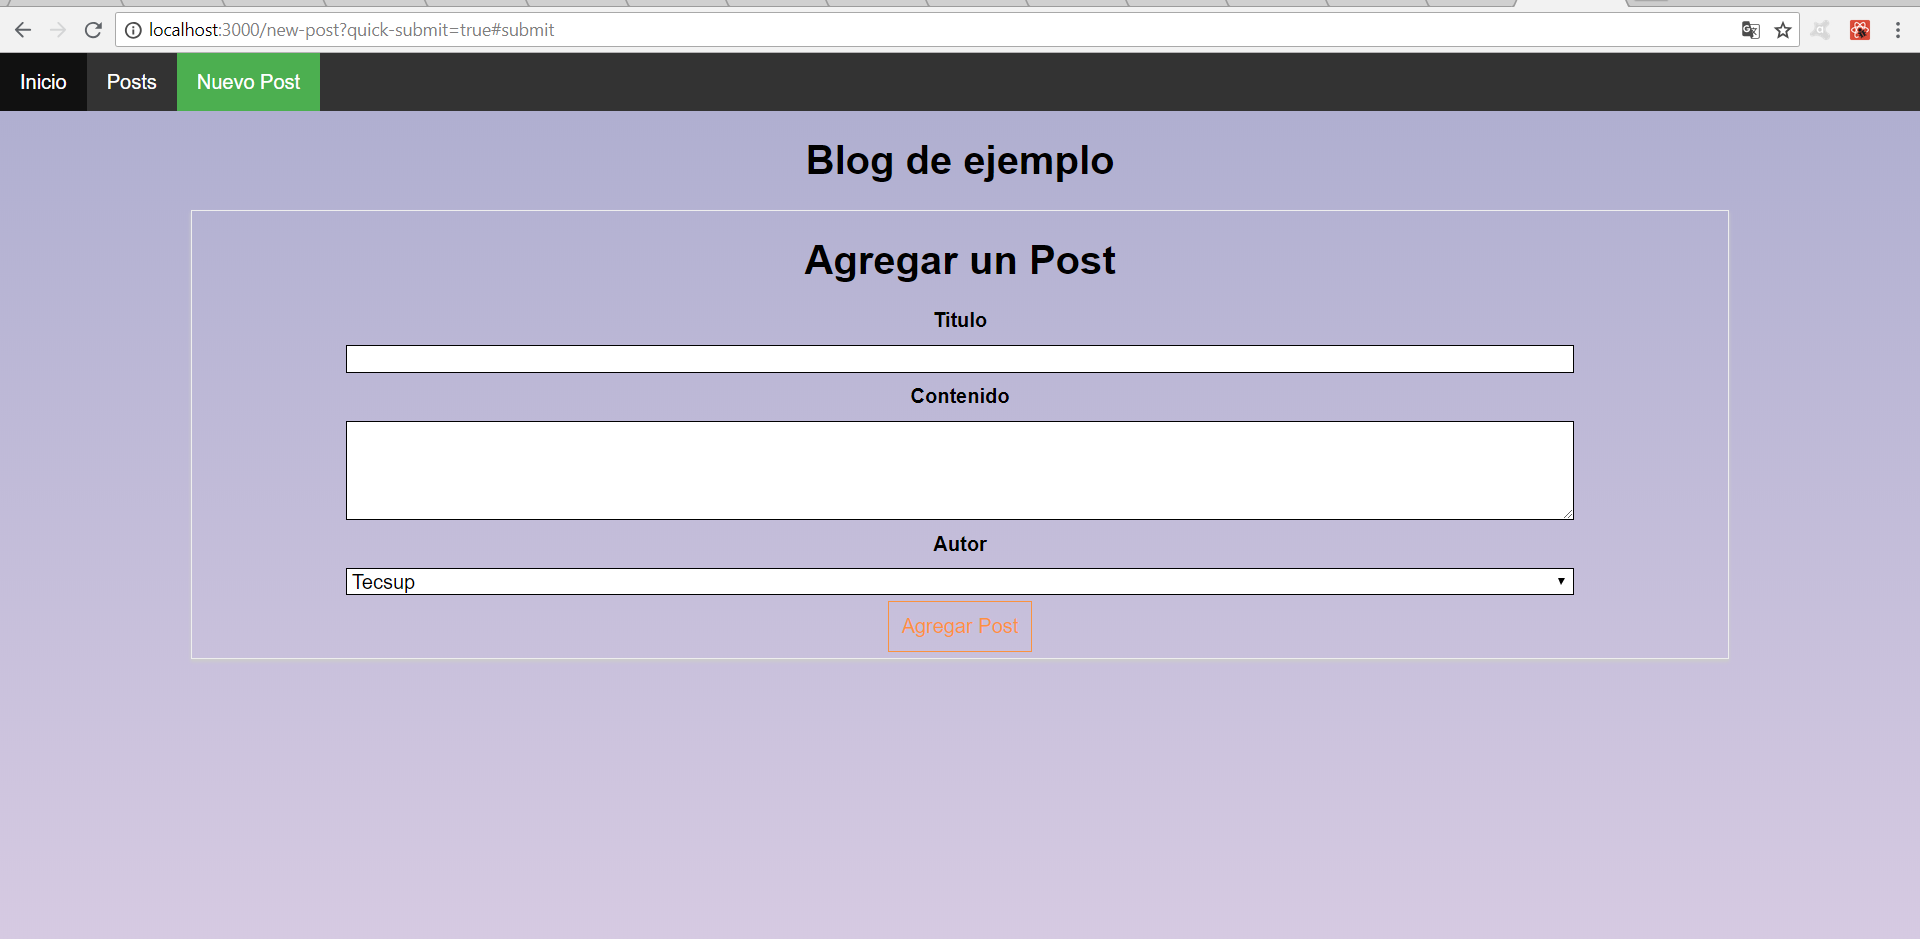 localhost:3000/new-post?quick-submit=true#submit
Inicio Posts Nuevo Post
Blog de ejemplo
Agregar un Post
Titulo
Contenido
Autor
Tecsup
Agregar Post